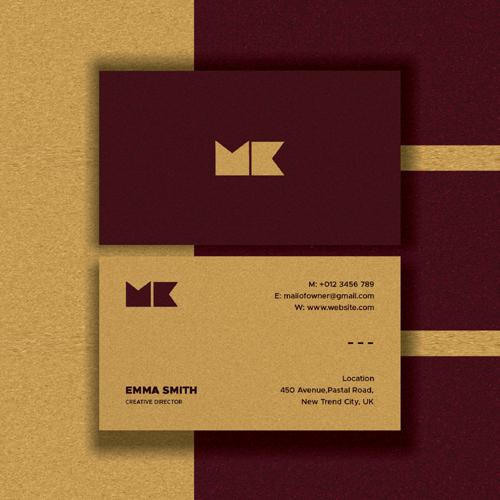 MK
MK
M: +012 3456 789
E: mailofowner@gmail.com
W: www.website.com
EMMA SMITH
CREATIVE DIRECTOR
Location
450 Avenue,Pastal Road,
New Trend City, UK